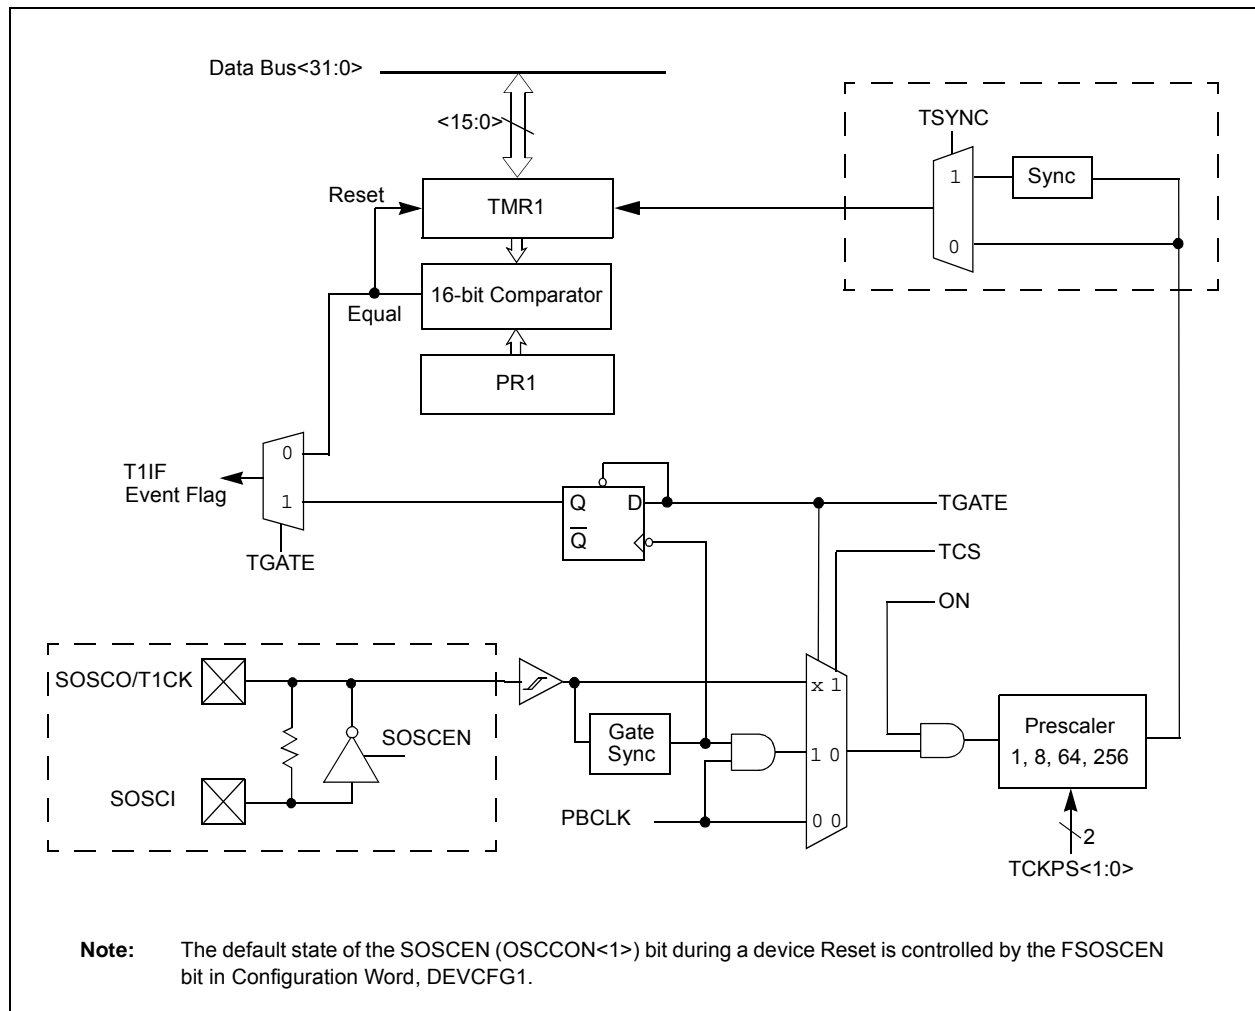 Data Bus<31:0>
<15:0>
TSYNC
Reset
TMR1
1
Sync
0
16-bit Comparator
Equal
PR1
0
T1IF
Event Flag
1
TGATE
Q
D
Q
TGATE
TCS
ON
SOSCO/T1CK
SOSCEN
SOSCI
Gate
Sync
PBCLK
x 1
1 0
0 0
Prescaler
1, 8, 64, 256
2
TCKPS<1:0>
Note: The default state of the SOSCEN (OSCCON<1>) bit during a device Reset is controlled by the FSOSCEN
bit in Configuration Word, DEVCFG1.